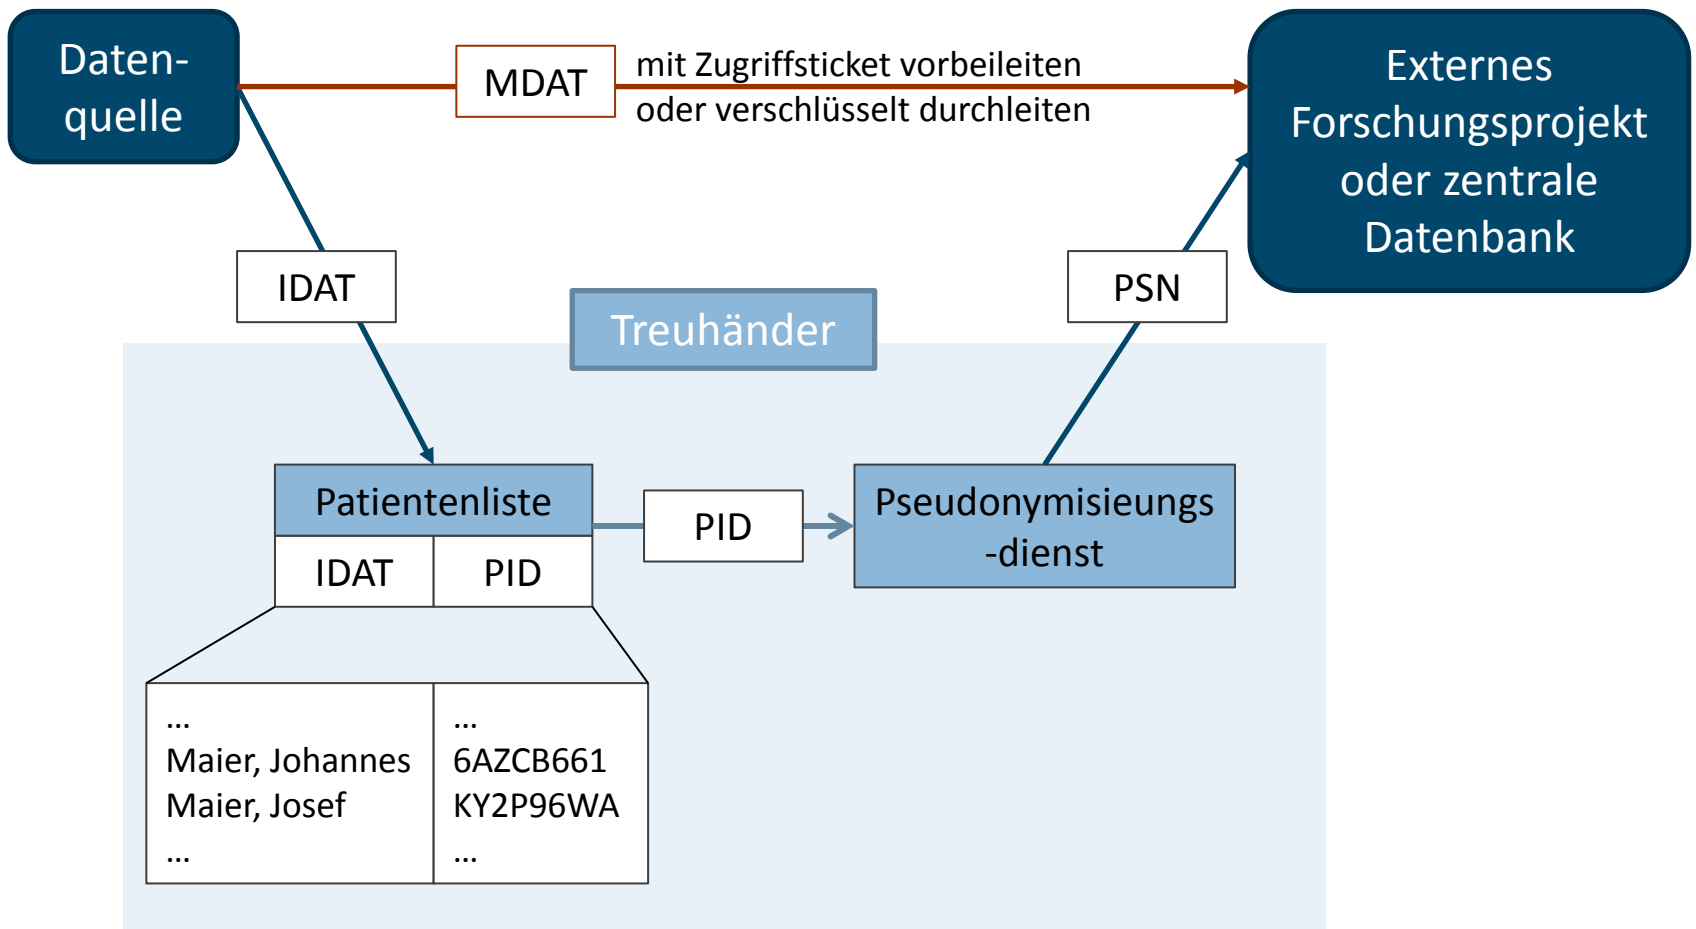 Daten-
quelle
MDAT
mit Zugriffsticket vorbeileiten
oder verschlüsselt durchleiten
Externes
Forschungsprojekt
oder zentrale
Datenbank
IDAT
PSN
Treuhänder
Patientenliste
IDAT
PID
PID
Pseudonymisieungs
-dienst
...
Maier, Johannes
Maier, Josef
...
...
6AZCB661
KY2P96WA
...